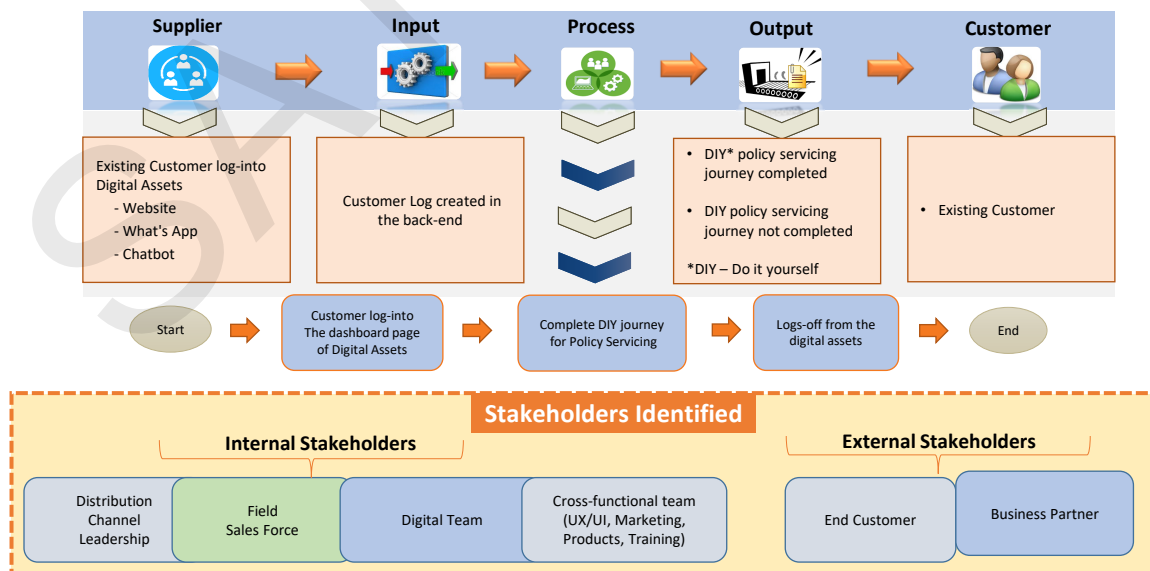 Supplier
Input
Process
Output
Customer
Existing Customer log-into
Digital Assets
- Website
- What's App
- Chatbot
Customer Log created in
the back-end
• DIY* policy servicing
journey completed
• DIY policy servicing
journey not completed
*DIY – Do it yourself
• Existing Customer
Start
Customer log-into
The dashboard page
of Digital Assets
Complete DIY journey
for Policy Servicing
Logs-off from the
digital assets
End
Stakeholders Identified
Internal Stakeholders
External Stakeholders
Distribution
Channel
Leadership
Field
Sales Force
Digital Team
Cross-functional team
(UX/UI, Marketing,
Products, Training)
End Customer
Business Partner